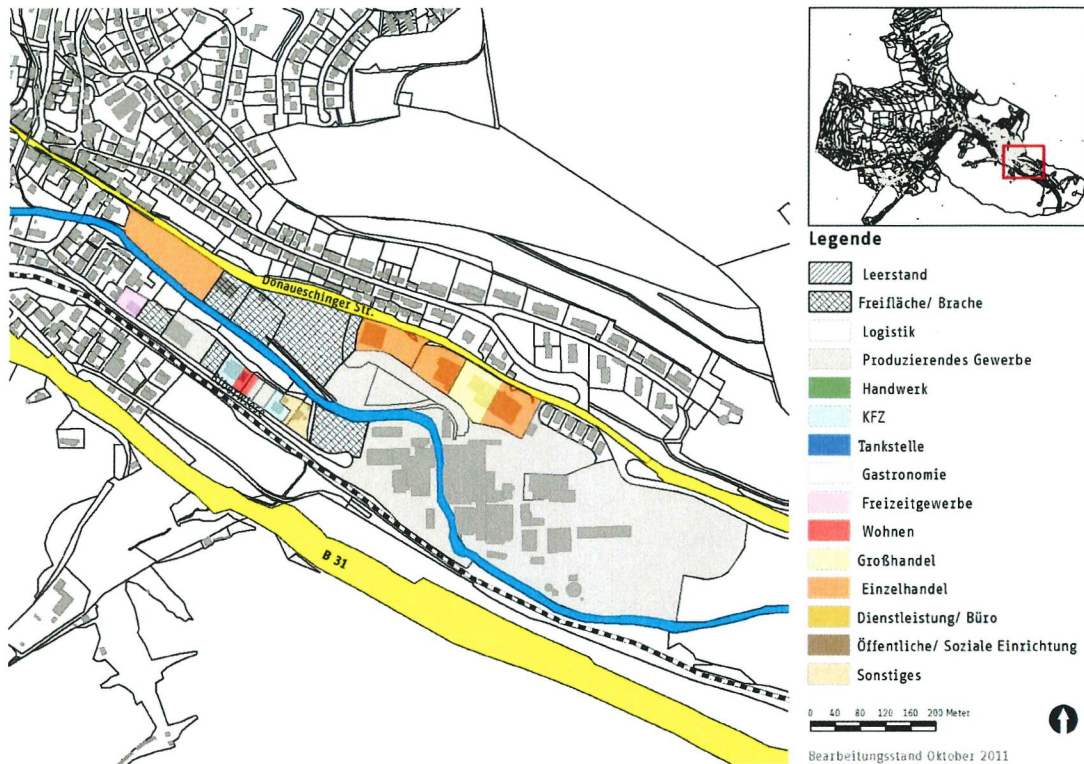 Donaueschinger Str.
B 31
Legende
Leerstand
Freifläche/ Brache
Logistik
Produzierendes Gewerbe
Handwerk
KFZ
Tankstelle
Gastronomie
Freizeitgewerbe
Wohnen
Großhandel
Einzelhandel
Dienstleistung/ Büro
Öffentliche/ Soziale Einrichtung
Sonstiges
0 40 80 120 160 200 Meter
Bearbeitungsstand Oktober 2011